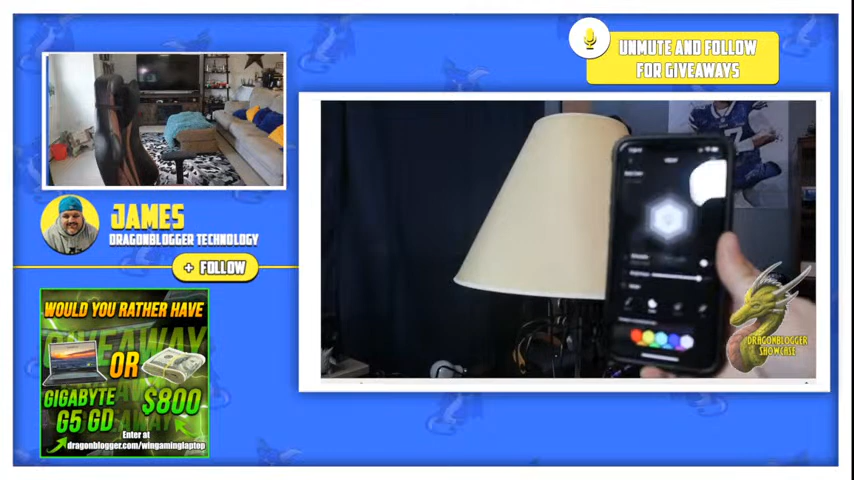 UNMUTE AND FOLLOW
FOR GIVEAWAYS
JAMES
DRAGONBLOGGER TECHNOLOGY
+ FOLLOW
WOULD YOU RATHER HAVE
GIVEAWAY
OR
GIGABYTE
G5 GD
$800
Enter at
dragonblogger.com/wingaminglaptop
DRAGONBLOGGER
SHOWCASE